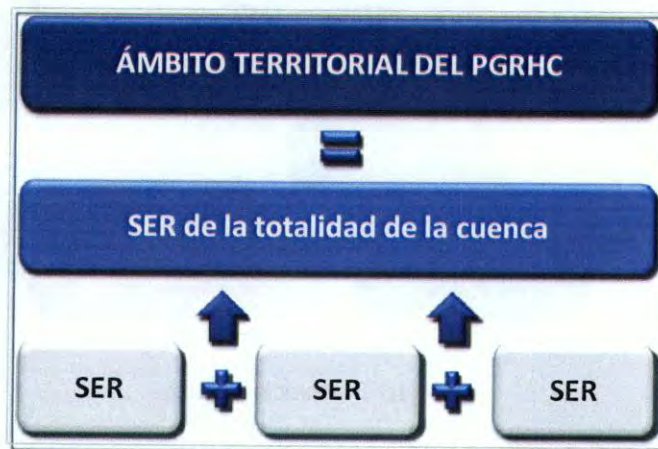 ÁMBITO TERRITORIAL DEL PGRHC
=
SER de la totalidad de la cuenca
SER + SER + SER